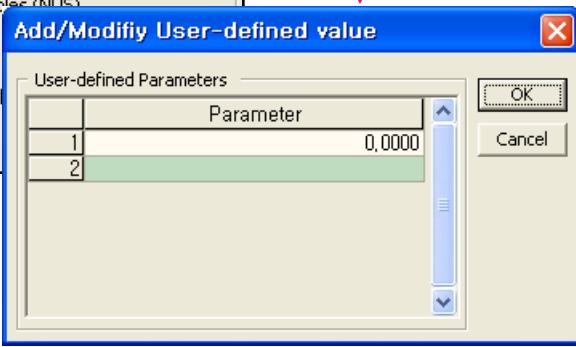 Add/Modifiy User-defined value
User-defined Parameters
Parameter
1 0,0000
2
OK
Cancel